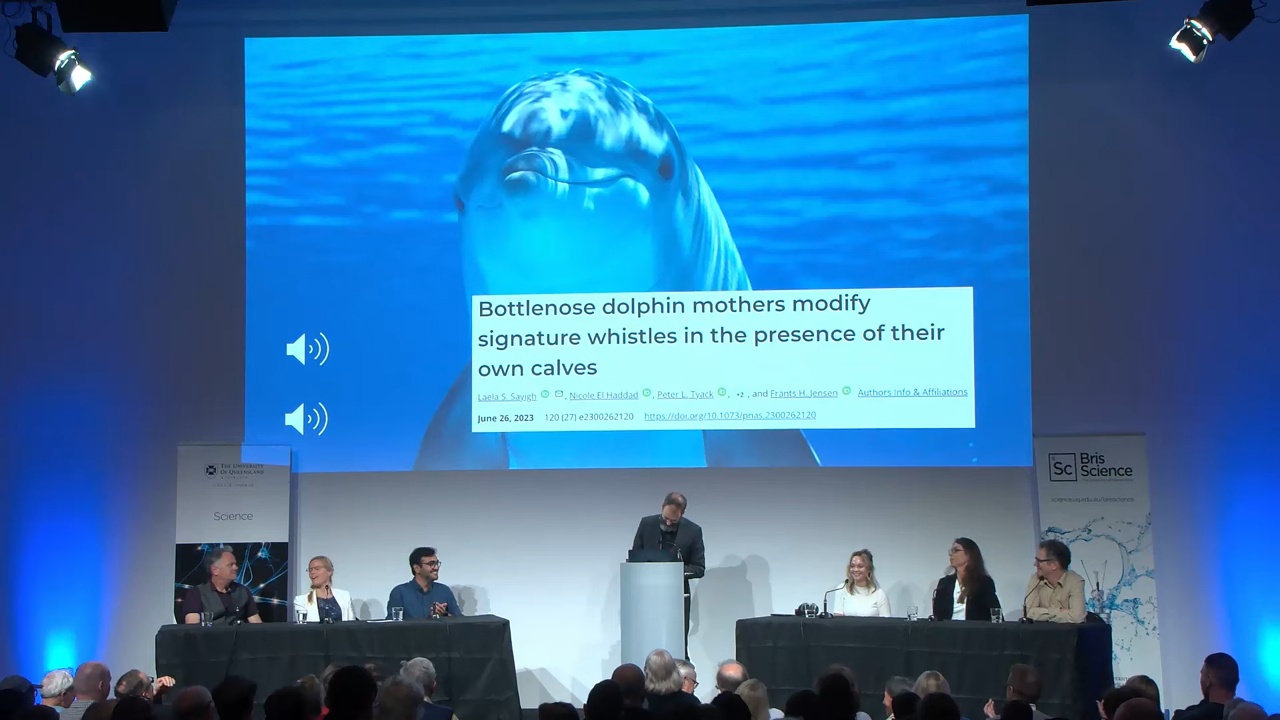 Bottlenose dolphin mothers modify
signature whistles in the presence of their
own calves
Laela S. Sayigh, Nicole El Haddad, Peter L. Tyack, +2, and Frants H. Jensen Authors Info & Affiliations
June 26, 2023 120 (27) e2300262120 https://doi.org/10.1073/pnas.2300262120
THE UNIVERSITY
OF QUEENSLAND
AUSTRALIA
Science
Sc
Bris
Science